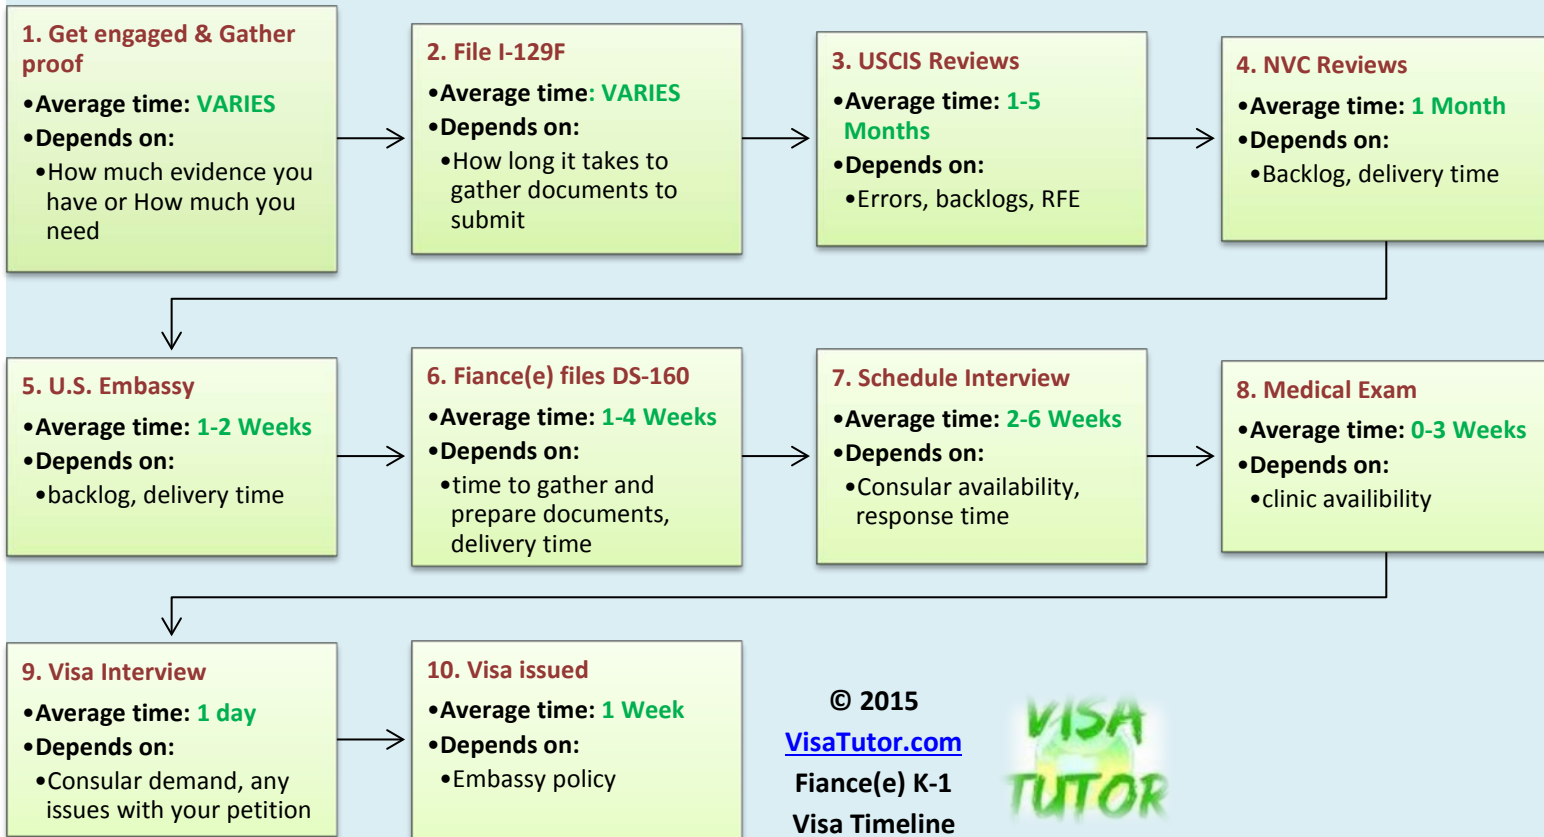 1. Get engaged & Gather
proof
•Average time: VARIES
•Depends on:
•How much evidence you
have or How much you
need
2. File I-129F
•Average time: VARIES
•Depends on:
•How long it takes to
gather documents to
submit
3. USCIS Reviews
•Average time: 1-5
Months
•Depends on:
•Errors, backlogs, RFE
4. NVC Reviews
•Average time: 1 Month
•Depends on:
•Backlog, delivery time
5. U.S. Embassy
•Average time: 1-2 Weeks
•Depends on:
•backlog, delivery time
6. Fiance(e) files DS-160
•Average time: 1-4 Weeks
•Depends on:
•time to gather and
prepare documents,
delivery time
7. Schedule Interview
•Average time: 2-6 Weeks
•Depends on:
•Consular availability,
response time
8. Medical Exam
•Average time: 0-3 Weeks
•Depends on:
•clinic availibility
9. Visa Interview
•Average time: 1 day
•Depends on:
•Consular demand, any
issues with your petition
10. Visa issued
•Average time: 1 Week
•Depends on:
•Embassy policy
© 2015
VisaTutor.com
Fiance(e) K-1
Visa Timeline
VISA
TUTOR